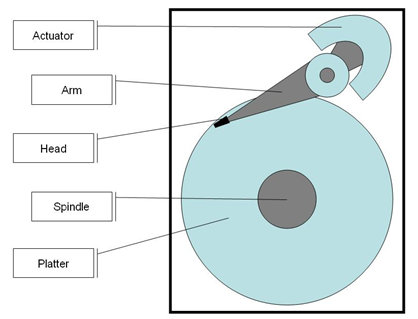 Actuator
Arm
Head
Spindle
Platter